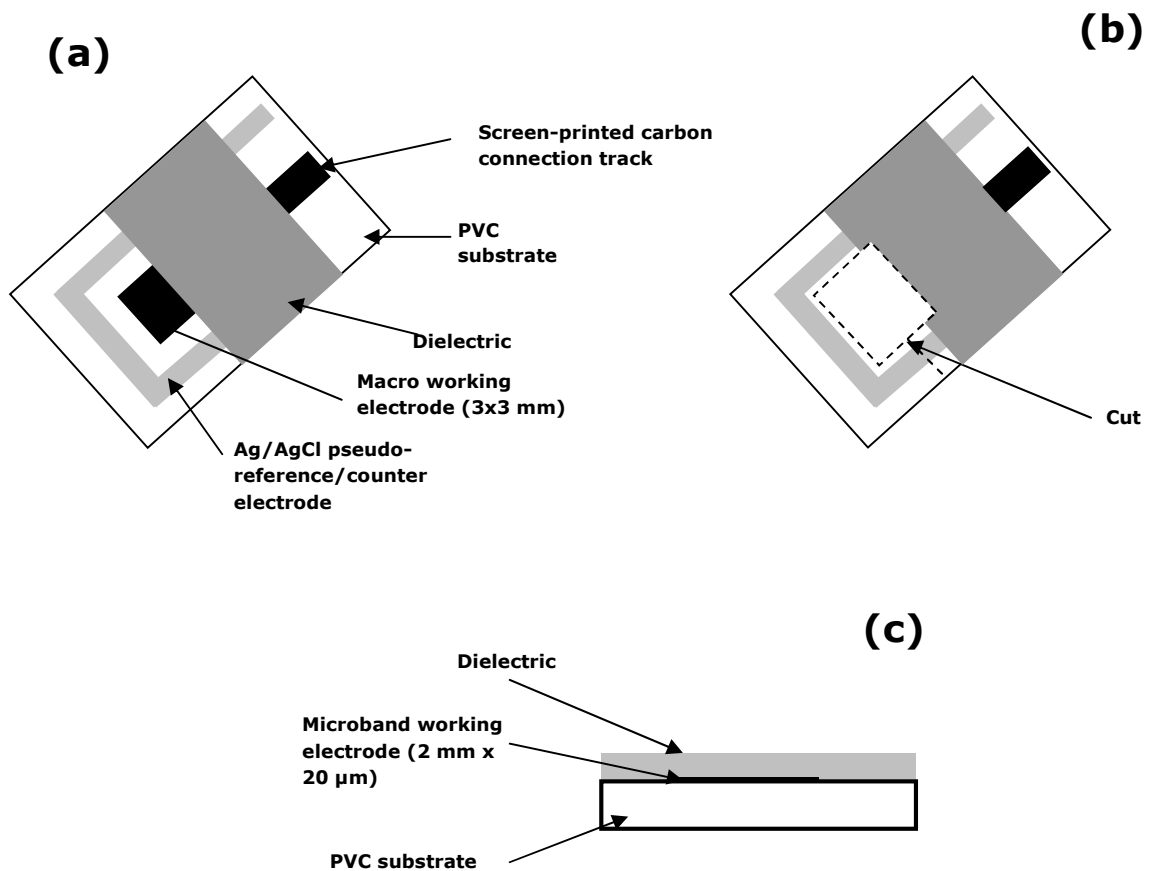 (a)
(b)
Screen-printed carbon
connection track
PVC
substrate
Dielectric
Macro working
electrode (3x3 mm)
Ag/AgCl pseudo-
reference/counter
electrode
Cut
(c)
Dielectric
Microband working
electrode (2 mm x
20 µm)
PVC substrate